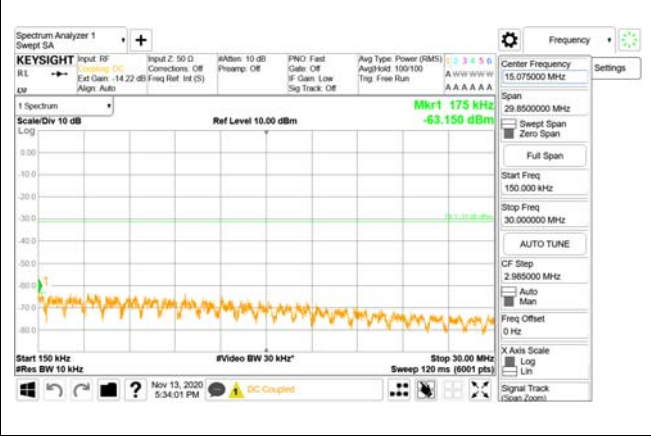 Spectrum Analyzer 1
Swept SA
Frequency
KEYSIGHT
RL
Input: RF
Coupling: DC
Ext Gain: -14.22 dB
Align: Auto
Input Z: 50 Ω
Corrections: Off
Freq Ref: Int (S)
#Atten: 10 dB
Preamp: Off
PNO: Fast
Gate: Off
IF Gain: Low
Sig Track: Off
Avg Type: Power (RMS)
Avg|Hold: 100/100
Trig: Free Run
1 2 3 4 5 6
A W W W W W
A A A A A A
1 Spectrum
Scale/Div 10 dB
Ref Level 10.00 dBm
Mkr1 175 kHz
-63.150 dBm
Log
0.00
-10.0
-20.0
-30.0
-40.0
-50.0
-60.0
-70.0
-80.0
1
Start 150 kHz
#Video BW 30 kHz*
Stop 30.00 MHz
#Res BW 10 kHz
Sweep 120 ms (6001 pts)
Nov 13, 2020
5:34:01 PM
DC Coupled
Center Frequency
15.075000 MHz
Settings
Span
29.8500000 MHz
Swept Span
Zero Span
Full Span
Start Freq
150.000 kHz
Stop Freq
30.000000 MHz
AUTO TUNE
CF Step
2.985000 MHz
Auto
Man
Freq Offset
0 Hz
X Axis Scale
Log
Lin
Signal Track
(Span Zoom)